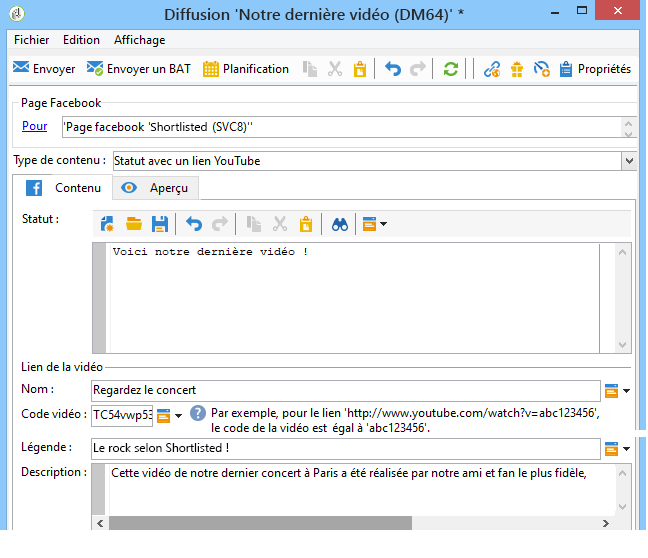 Diffusion 'Notre dernière vidéo (DM64)' *
Fichier Edition Affichage
Envoyer Envoyer un BAT Planification Propriétés
Page Facebook
Pour 'Page facebook 'Shortlisted (SVC8)''
Type de contenu : Statut avec un lien YouTube
Contenu Aperçu
Statut :
Voici notre dernière vidéo !
Lien de la vidéo
Nom : Regardez le concert
Code vidéo : TC54vwp53 Par exemple, pour le lien 'http://www.youtube.com/watch?v=abc123456',
le code de la vidéo est égal à 'abc123456'.
Légende : Le rock selon Shortlisted !
Description : Cette vidéo de notre dernier concert à Paris a été réalisée par notre ami et fan le plus fidèle,